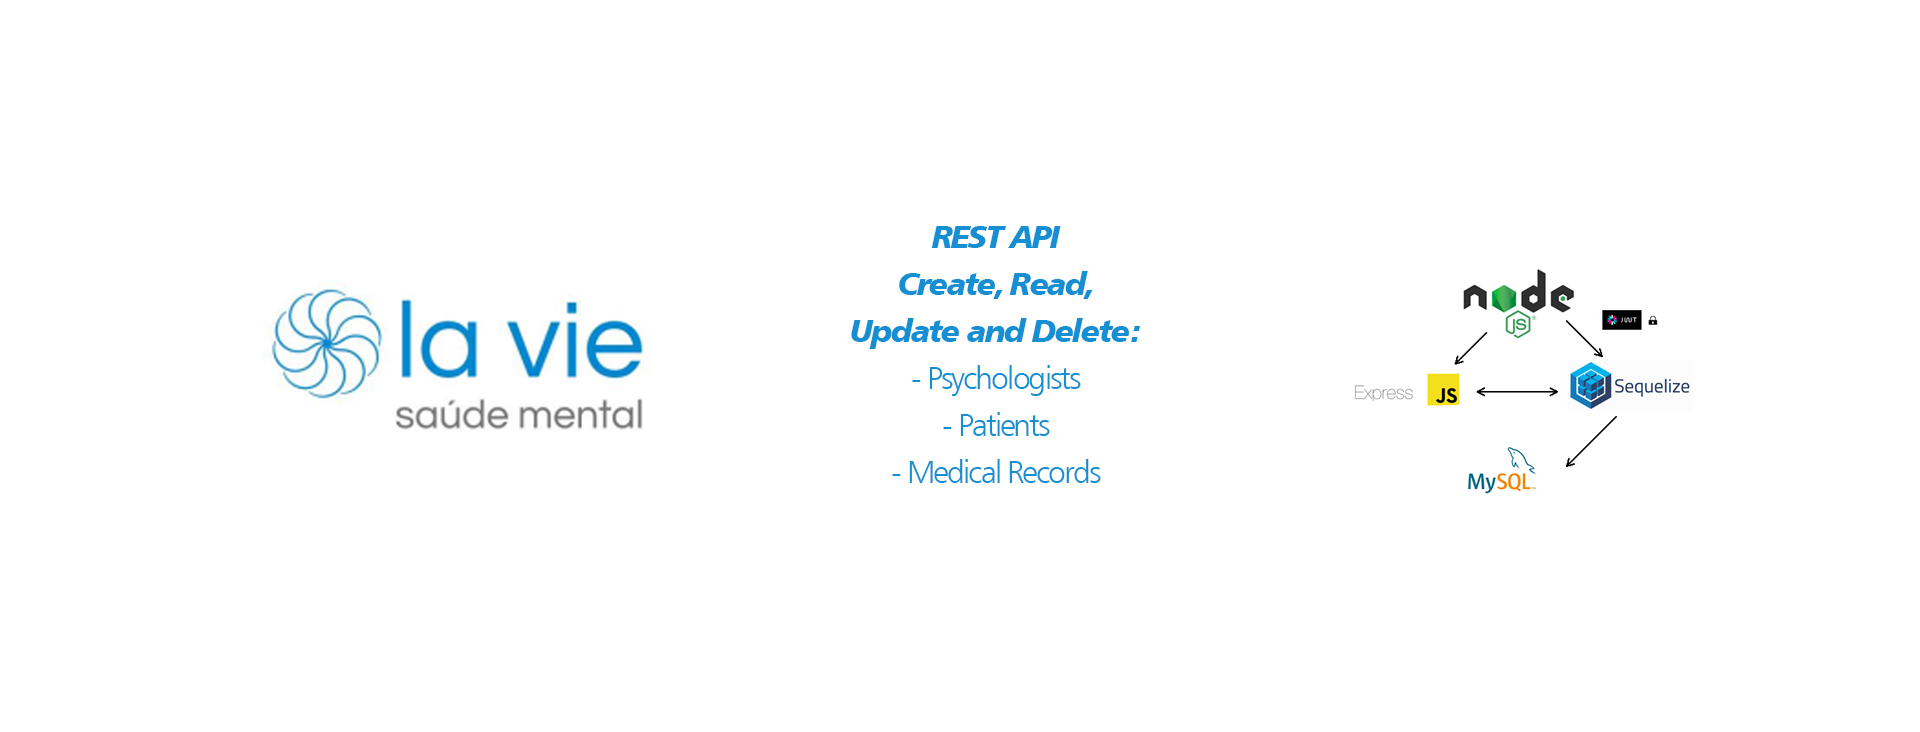 la vie
saúde mental
REST API
Create, Read,
Update and Delete:
- Psychologists
- Patients
- Medical Records
node
JS
JWT
Express
JS
Sequelize
MySQL